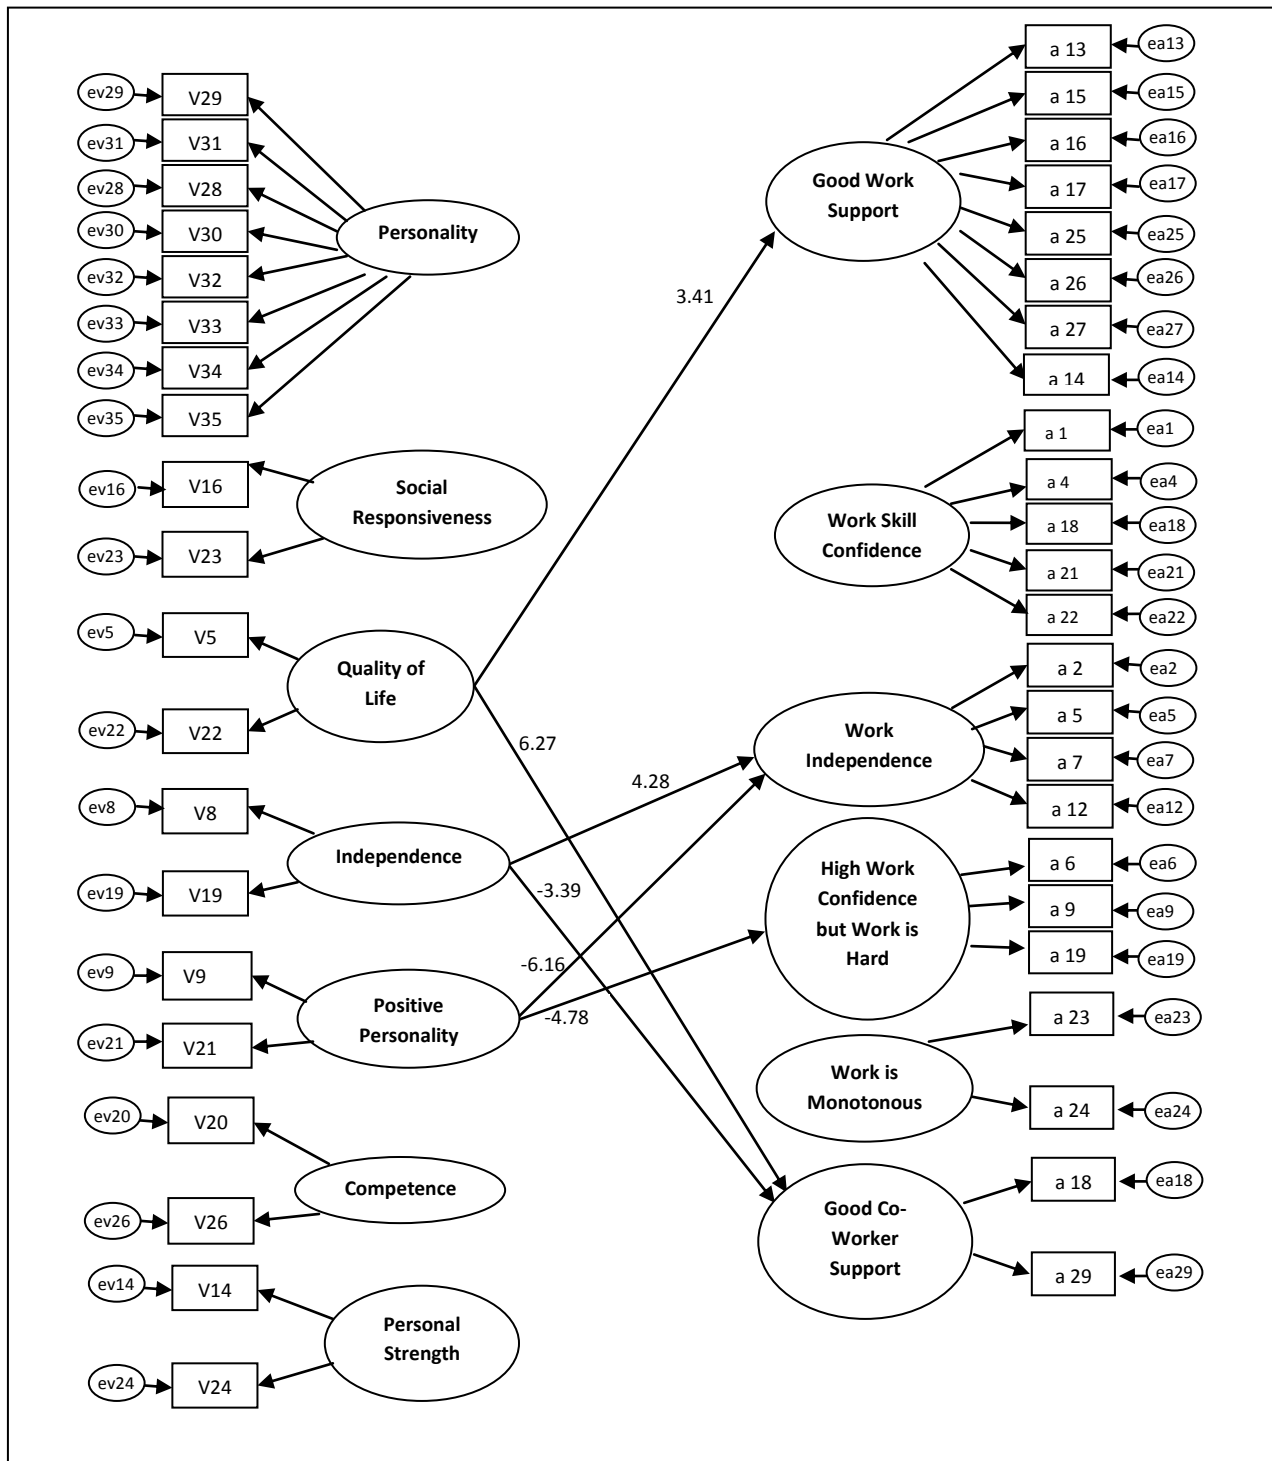 ev29
V29
ev31
V31
ev28
V28
ev30
V30
ev32
V32
ev33
V33
ev34
V34
ev35
V35
Personality
ev16
V16
ev23
V23
Social
Responsiveness
ev5
V5
ev22
V22
Quality of
Life
ev8
V8
ev19
V19
Independence
ev9
V9
ev21
V21
Positive
Personality
ev20
V20
ev26
V26
Competence
ev14
V14
ev24
V24
Personal
Strength
3.41
6.27
4.28
-3.39
-6.16
-4.78
Good Work
Support
a 13
ea13
a 15
ea15
a 16
ea16
a 17
ea17
a 25
ea25
a 26
ea26
a 27
ea27
a 14
ea14
Work Skill
Confidence
a 1
ea1
a 4
ea4
a 18
ea18
a 21
ea21
a 22
ea22
Work
Independence
a 2
ea2
a 5
ea5
a 7
ea7
a 12
ea12
High Work
Confidence
but Work is
Hard
a 6
ea6
a 9
ea9
a 19
ea19
Work is
Monotonous
a 23
ea23
a 24
ea24
Good Co-
Worker
Support
a 18
ea18
a 29
ea29